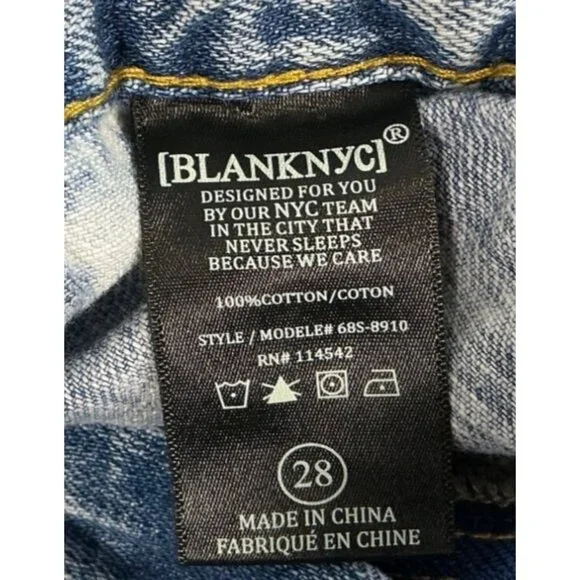 [BLANKNYC]®
DESIGNED FOR YOU
BY OUR NYC TEAM
IN THE CITY THAT
NEVER SLEEPS
BECAUSE WE CARE
100%COTTON/COTON
STYLE / MODELE# 68S-8910
RN# 114542
28
MADE IN CHINA
FABRIQUÉ EN CHINE